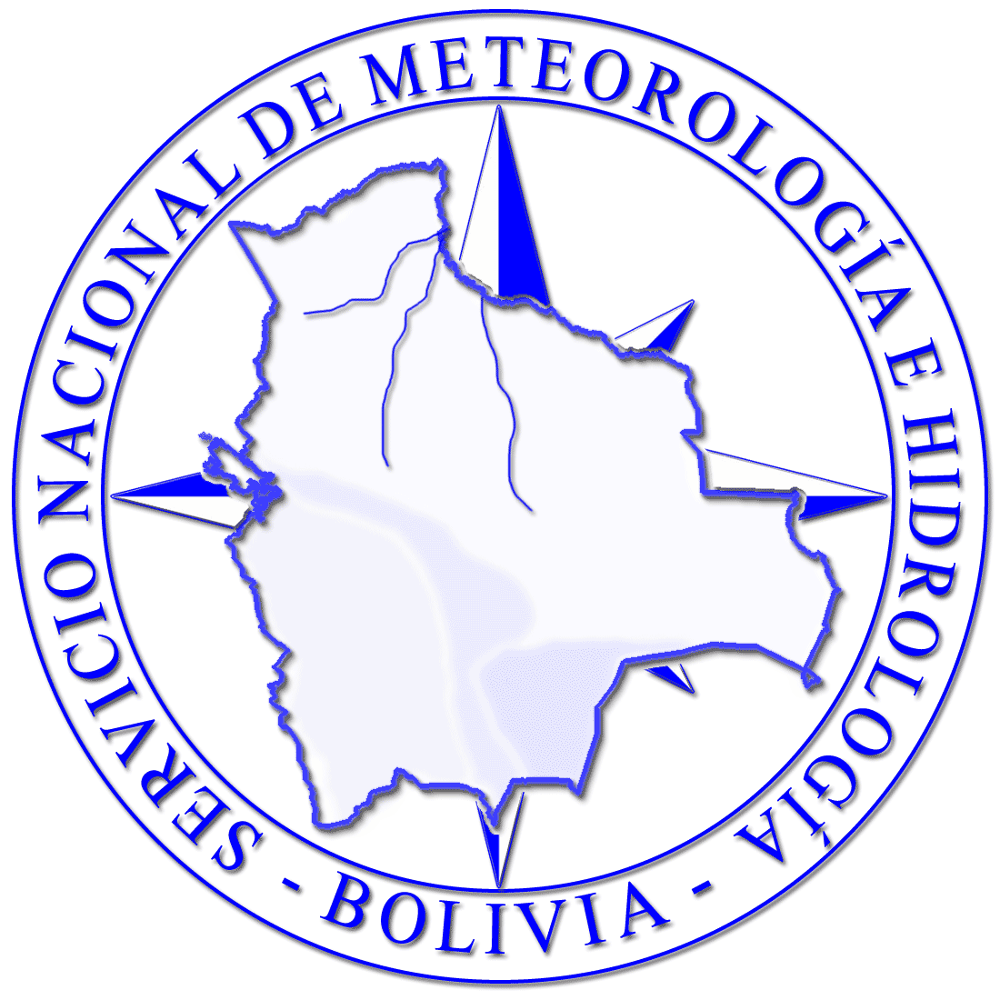 SERVICIO NACIONAL DE METEOROLOGÍA E HIDROLOGÍA
- BOLIVIA -